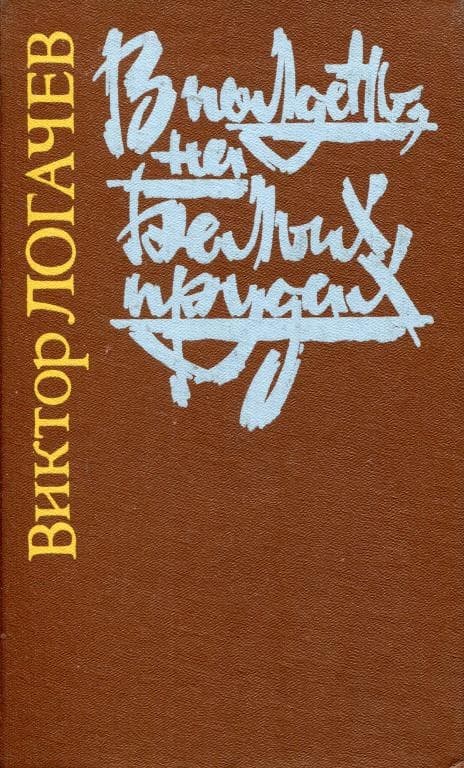 Виктор ЛОГАЧЕВ
В полдень,
на
Белых
прудах